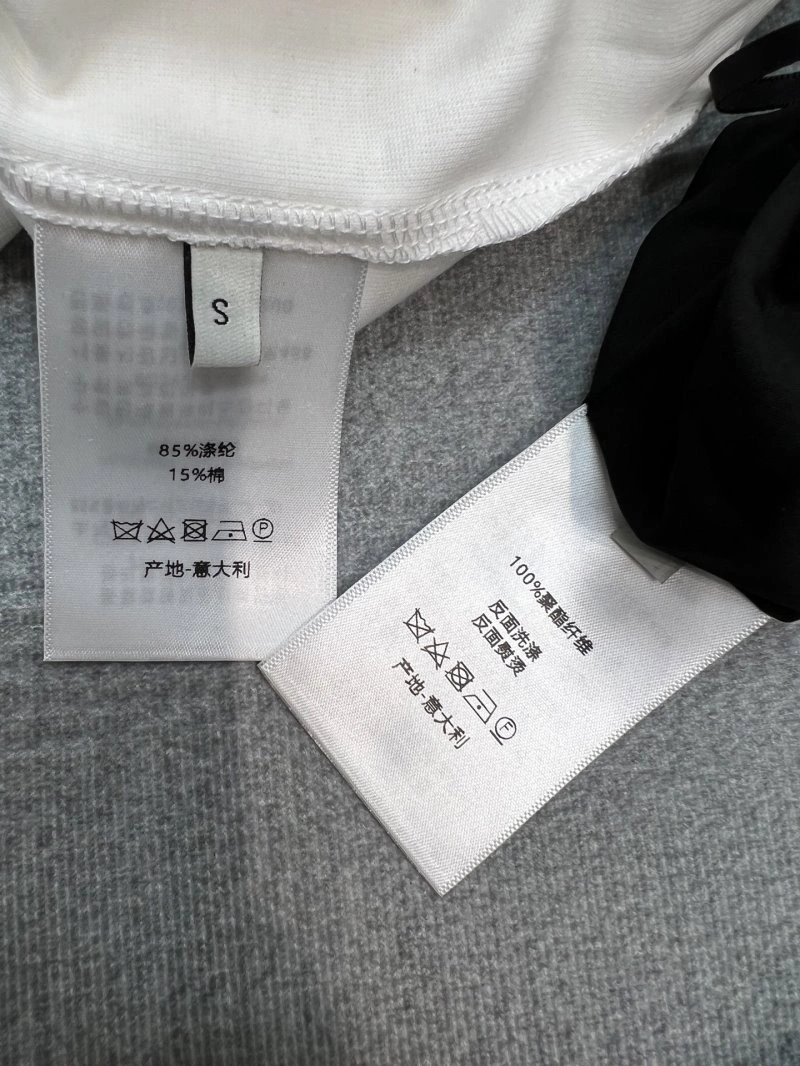 S
85%涤纶
15%棉
P
产地-意大利
100%聚酯纤维
反面洗涤
反面熨烫
F
产地-意大利